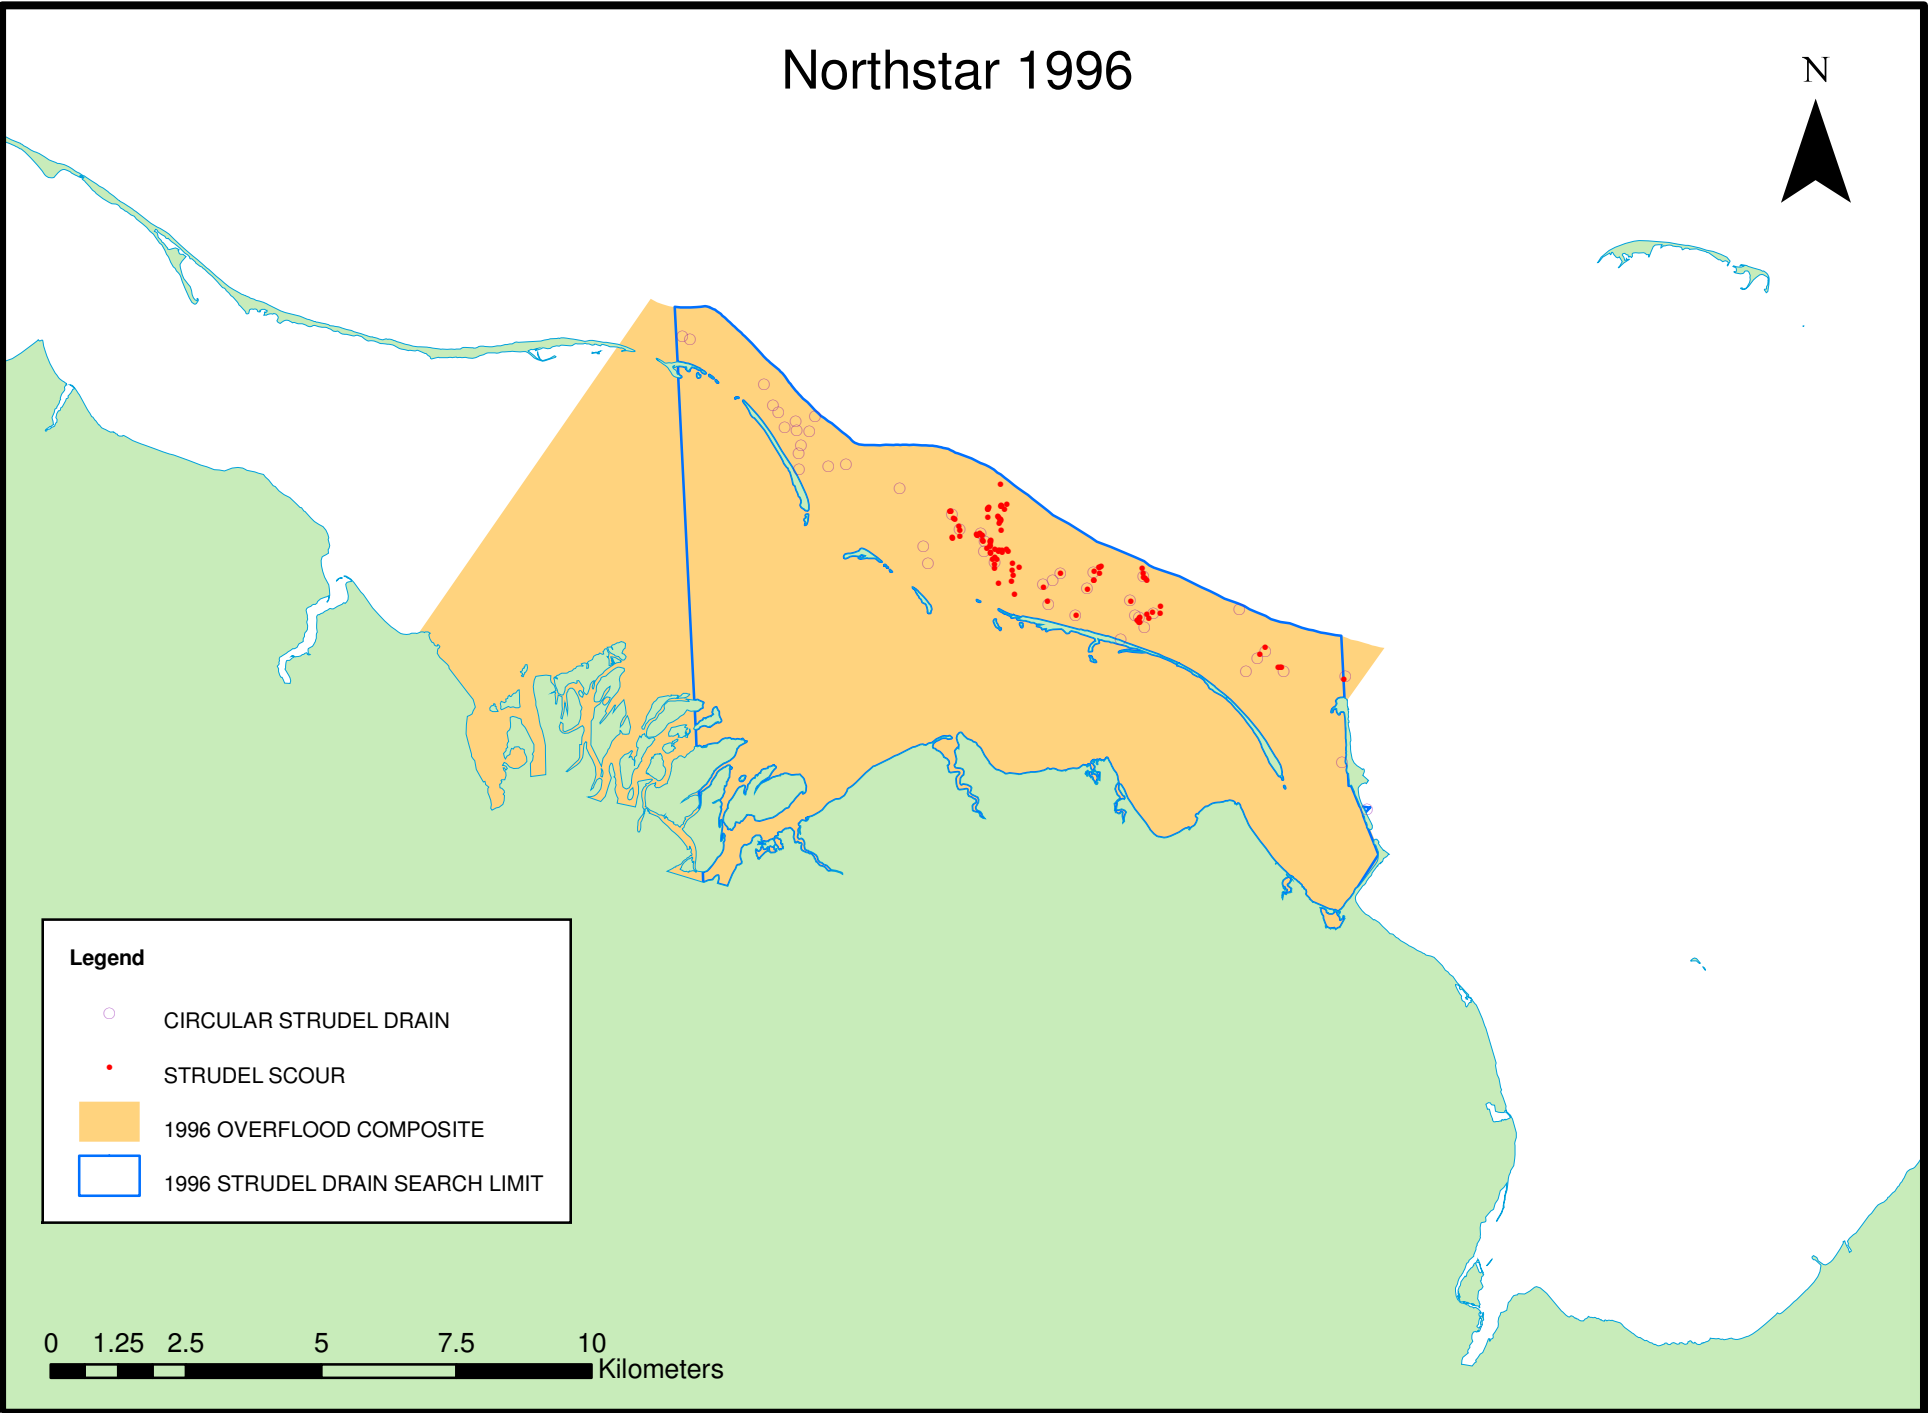 Northstar 1996
N
Legend
CIRCULAR STRUDEL DRAIN
STRUDEL SCOUR
1996 OVERFLOOD COMPOSITE
1996 STRUDEL DRAIN SEARCH LIMIT
0 1.25 2.5 5 7.5 10
Kilometers